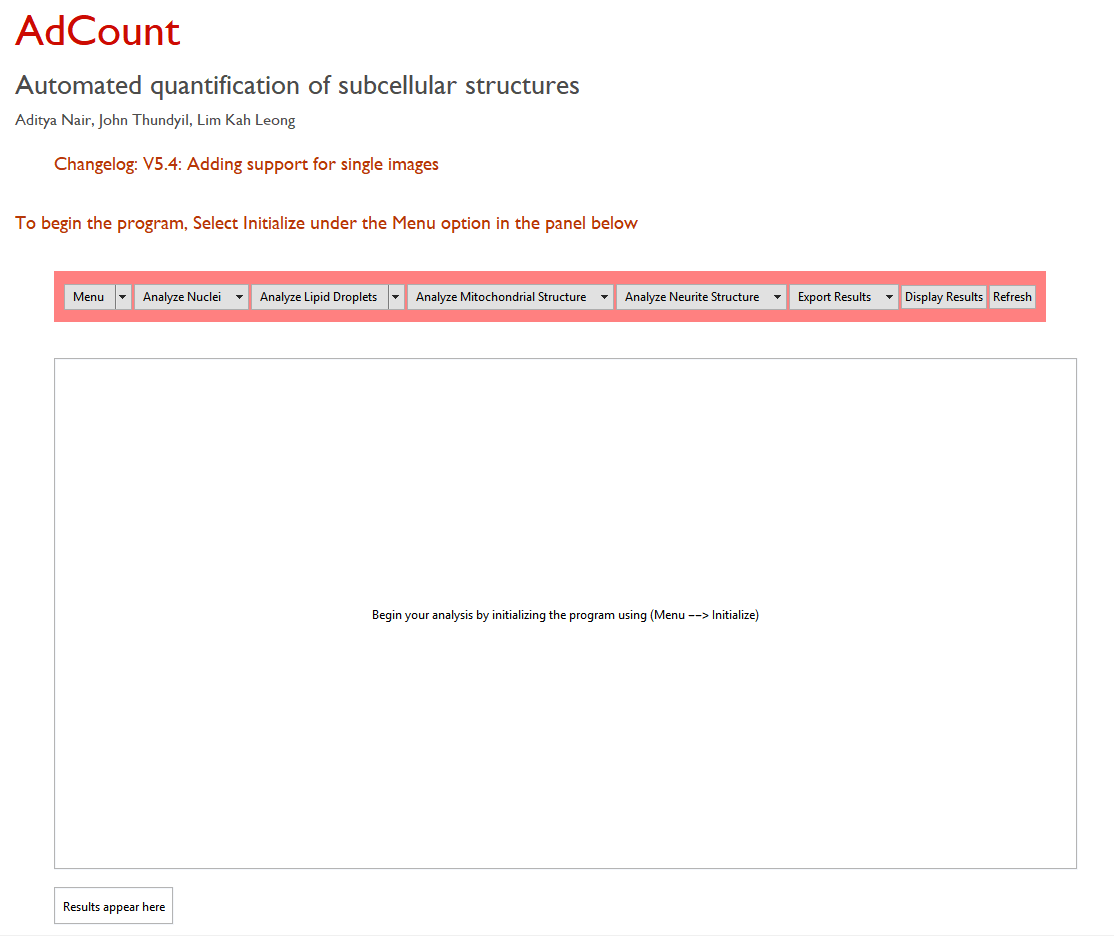 AdCount
Automated quantification of subcellular structures
Aditya Nair, John Thundyil, Lim Kah Leong
Changelog: V5.4: Adding support for single images
To begin the program, Select Initialize under the Menu option in the panel below
Menu Analyze Nuclei Analyze Lipid Droplets Analyze Mitochondrial Structure Analyze Neurite Structure Export Results Display Results Refresh
Begin your analysis by initializing the program using (Menu --> Initialize)
Results appear here